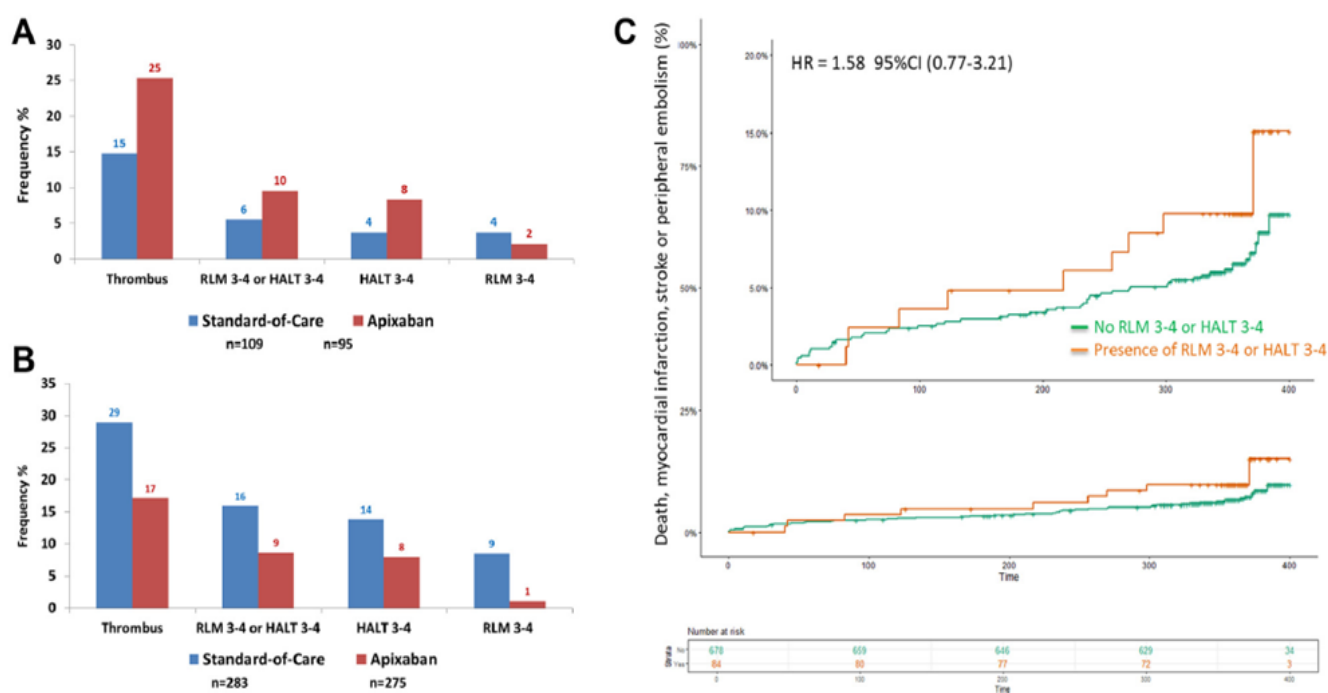 A
Frequency %
30
25
20
15
10
5
0
15
25
6
10
4
8
4
2
Thrombus
RLM 3-4 or HALT 3-4
HALT 3-4
RLM 3-4
Standard-of-Care
Apixaban
n=109
n=95
B
Frequency %
35
30
25
20
15
10
5
0
29
17
16
9
14
8
9
1
Thrombus
RLM 3-4 or HALT 3-4
HALT 3-4
RLM 3-4
Standard-of-Care
Apixaban
n=283
n=275
C
Death, myocardial infarction, stroke or peripheral embolism (%)
100%
75%
50%
25%
0%
20.0%
15.0%
10.0%
5.0%
0.0%
HR = 1.58 95%CI (0.77-3.21)
No RLM 3-4 or HALT 3-4
Presence of RLM 3-4 or HALT 3-4
0 100 200 300 400
0 100 200 300 400
Time
Number at risk
Strata
No 678 659 646 629 34
Yes 84 80 77 72 3
0 100 200 300 400
Time